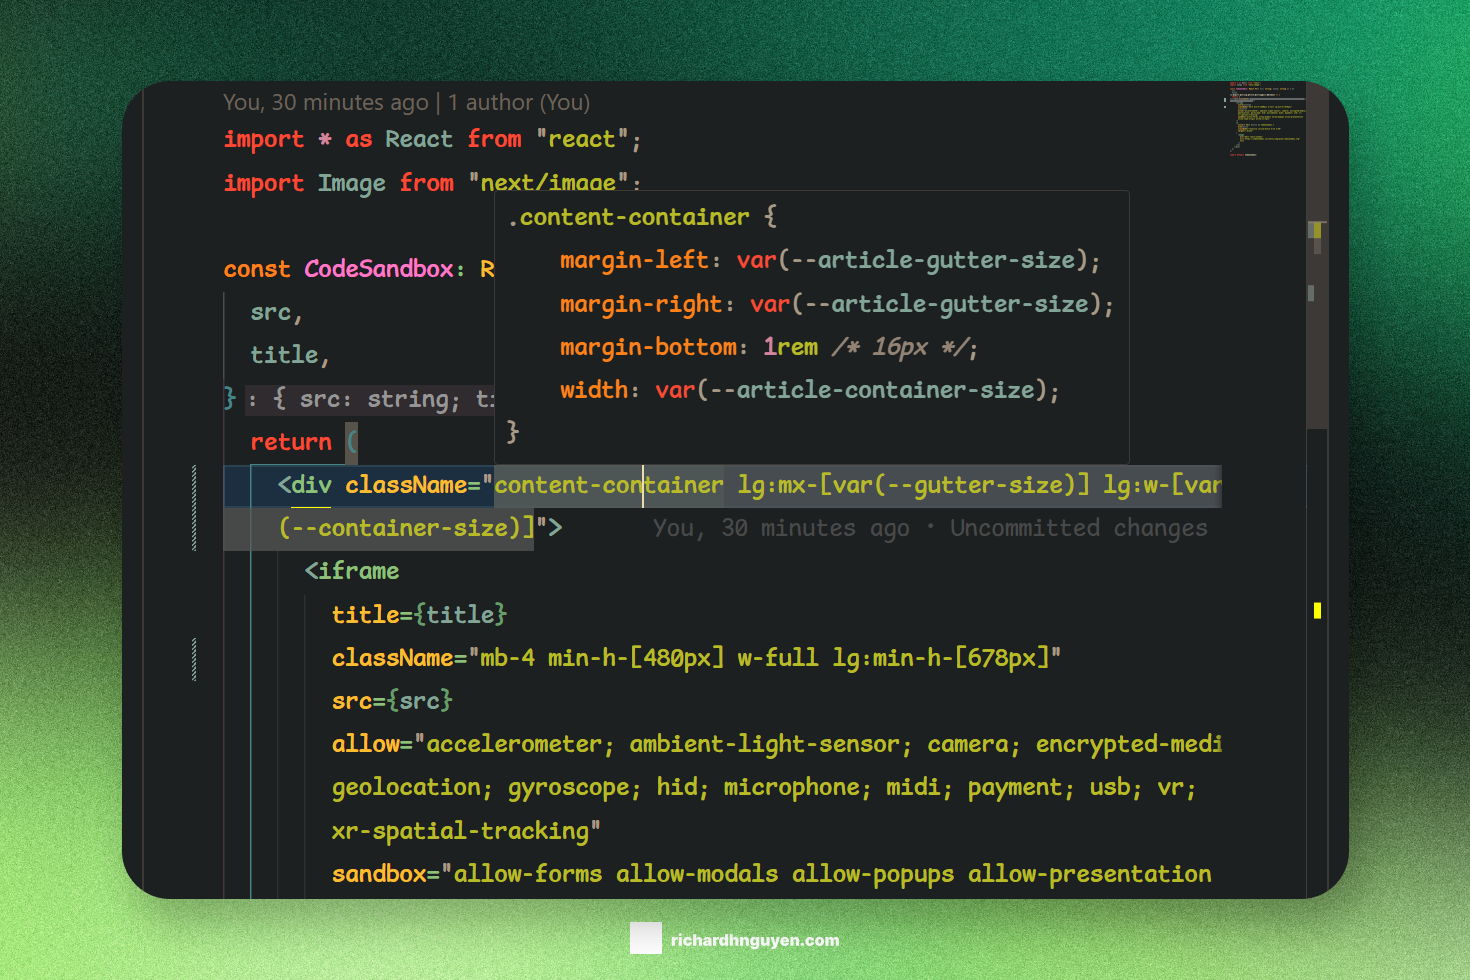 You, 30 minutes ago | 1 author (You)
import * as React from "react";
import Image from "next/image";
.content-container {
margin-left: var(--article-gutter-size);
margin-right: var(--article-gutter-size);
margin-bottom: 1rem /* 16px */;
width: var(--article-container-size);
}
const CodeSandbox: R
src,
title,
} : { src: string; ti
return (
<div className="content-container lg:mx-[var(--gutter-size)] lg:w-[var
(--container-size)]"> You, 30 minutes ago • Uncommitted changes
<iframe
title={title}
className="mb-4 min-h-[480px] w-full lg:min-h-[678px]"
src={src}
allow="accelerometer; ambient-light-sensor; camera; encrypted-medi
geolocation; gyroscope; hid; microphone; midi; payment; usb; vr;
xr-spatial-tracking"
sandbox="allow-forms allow-modals allow-popups allow-presentation
richardhnguyen.com